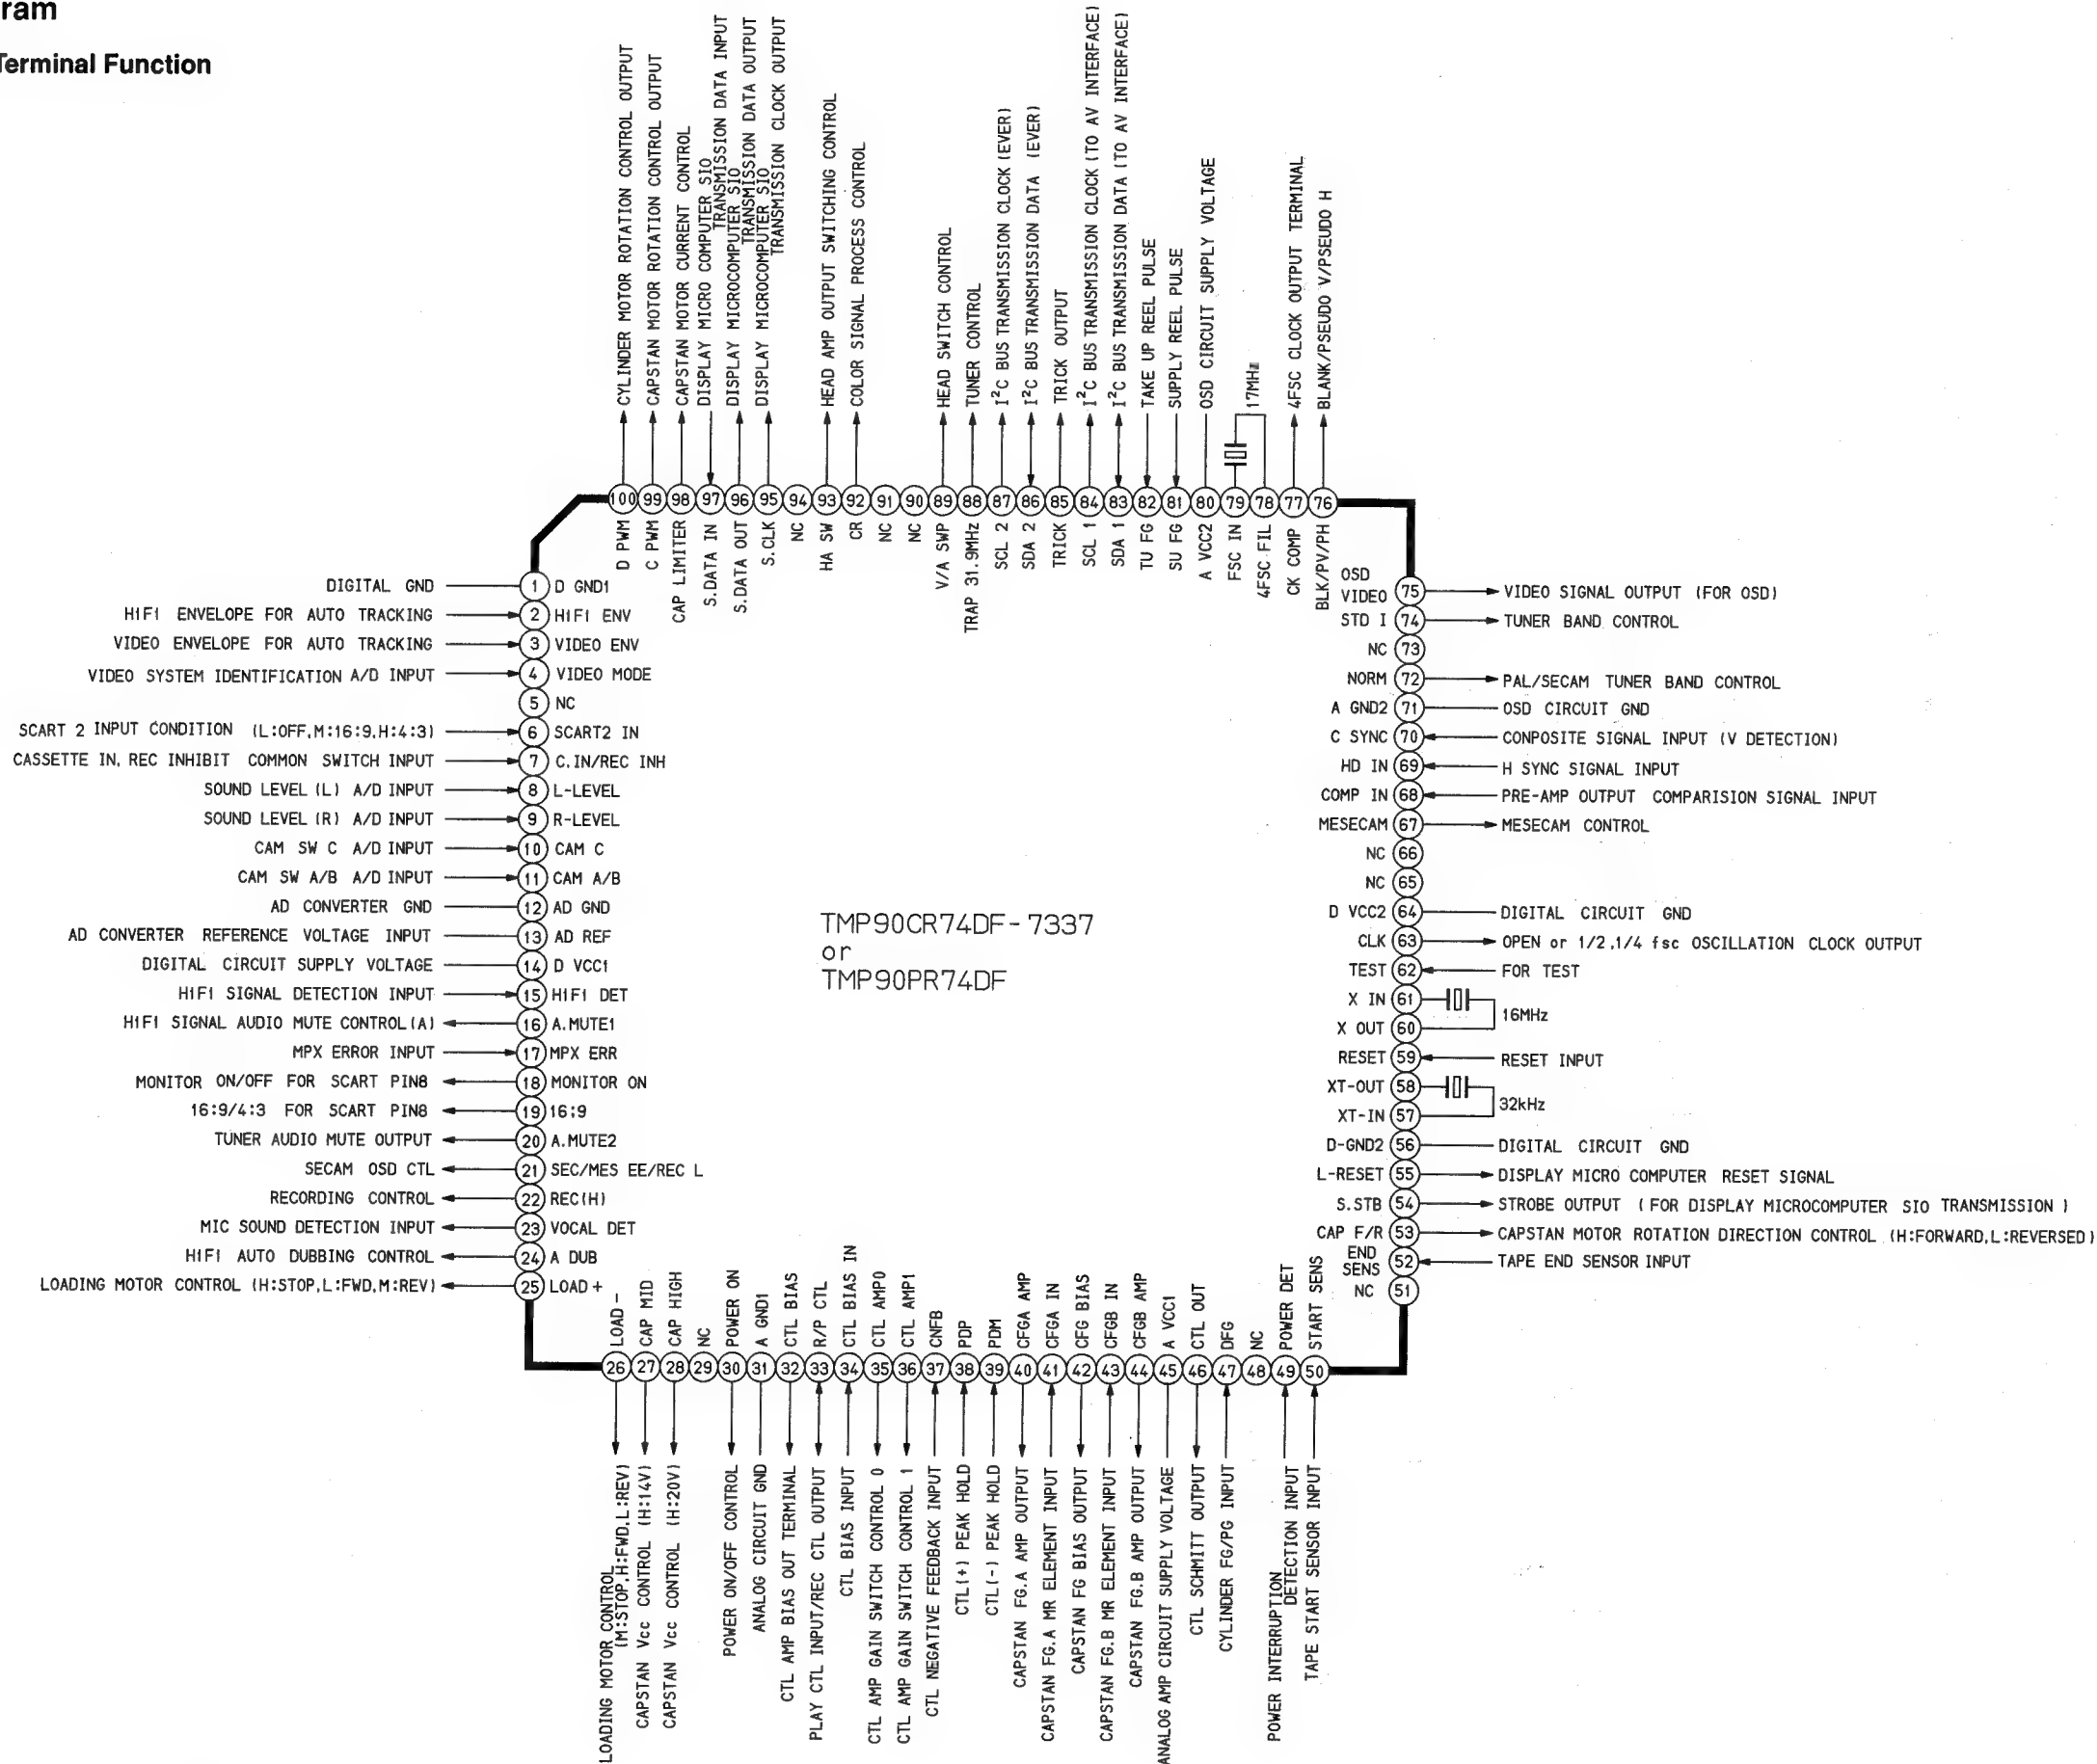 ram
Terminal Function
CYLINDER MOTOR ROTATION CONTROL OUTPUT
CAPSTAN MOTOR ROTATION CONTROL OUTPUT
CAPSTAN MOTOR CURRENT CONTROL
DISPLAY MICRO COMPUTER SIO
TRANSMISSION DATA INPUT
DISPLAY MICROCOMPUTER SIO
TRANSMISSION DATA OUTPUT
DISPLAY MICROCOMPUTER SIO
TRANSMISSION CLOCK OUTPUT
HEAD AMP OUTPUT SWITCHING CONTROL
COLOR SIGNAL PROCESS CONTROL
HEAD SWITCH CONTROL
TUNER CONTROL
I²C BUS TRANSMISSION CLOCK (EVER)
I²C BUS TRANSMISSION DATA (EVER)
TRICK OUTPUT
I²C BUS TRANSMISSION CLOCK (TO AV INTERFACE)
I²C BUS TRANSMISSION DATA (TO AV INTERFACE)
TAKE UP REEL PULSE
SUPPLY REEL PULSE
OSD CIRCUIT SUPPLY VOLTAGE
17MHz
4FSC CLOCK OUTPUT TERMINAL
BLANK/PSEUDO V/PSEUDO H
100 D PWM
99 C PWM
98 CAP LIMITER
97 S.DATA IN
96 S.DATA OUT
95 S.CLK
94 NC
93 HA SW
92 CR
91 NC
90 NC
89 V/A SWP
88 TRAP 31.9MHz
87 SCL 2
86 SDA 2
85 TRICK
84 SCL 1
83 SDA 1
82 TU FG
81 SU FG
80 A VCC2
79 FSC IN
78 4FSC FIL
77 CK COMP
76 BLK/PV/PH
DIGITAL GND 1 D GND1
HIFI ENVELOPE FOR AUTO TRACKING 2 HIFI ENV
VIDEO ENVELOPE FOR AUTO TRACKING 3 VIDEO ENV
VIDEO SYSTEM IDENTIFICATION A/D INPUT 4 VIDEO MODE
5 NC
SCART 2 INPUT CONDITION (L:OFF,M:16:9,H:4:3) 6 SCART2 IN
CASSETTE IN, REC INHIBIT COMMON SWITCH INPUT 7 C.IN/REC INH
SOUND LEVEL (L) A/D INPUT 8 L-LEVEL
SOUND LEVEL (R) A/D INPUT 9 R-LEVEL
CAM SW C A/D INPUT 10 CAM C
CAM SW A/B A/D INPUT 11 CAM A/B
AD CONVERTER GND 12 AD GND
AD CONVERTER REFERENCE VOLTAGE INPUT 13 AD REF
DIGITAL CIRCUIT SUPPLY VOLTAGE 14 D VCC1
HIFI SIGNAL DETECTION INPUT 15 HIFI DET
HIFI SIGNAL AUDIO MUTE CONTROL(A) 16 A.MUTE1
MPX ERROR INPUT 17 MPX ERR
MONITOR ON/OFF FOR SCART PIN8 18 MONITOR ON
16:9/4:3 FOR SCART PIN8 19 16:9
TUNER AUDIO MUTE OUTPUT 20 A.MUTE2
SECAM OSD CTL 21 SEC/MES EE/REC L
RECORDING CONTROL 22 REC(H)
MIC SOUND DETECTION INPUT 23 VOCAL DET
HIFI AUTO DUBBING CONTROL 24 A DUB
LOADING MOTOR CONTROL (H:STOP,L:FWD,M:REV) 25 LOAD +
TMP90CR74DF-7337
or
TMP90PR74DF
OSD
VIDEO 75 VIDEO SIGNAL OUTPUT (FOR OSD)
STD I 74 TUNER BAND CONTROL
NC 73
NORM 72 PAL/SECAM TUNER BAND CONTROL
A GND2 71 OSD CIRCUIT GND
C SYNC 70 CONPOSITE SIGNAL INPUT (V DETECTION)
HD IN 69 H SYNC SIGNAL INPUT
COMP IN 68 PRE-AMP OUTPUT COMPARISION SIGNAL INPUT
MESECAM 67 MESECAM CONTROL
NC 66
NC 65
D VCC2 64 DIGITAL CIRCUIT GND
CLK 63 OPEN or 1/2,1/4 fsc OSCILLATION CLOCK OUTPUT
TEST 62 FOR TEST
X IN 61
16MHz
X OUT 60
RESET 59 RESET INPUT
XT-OUT 58
32kHz
XT-IN 57
D-GND2 56 DIGITAL CIRCUIT GND
L-RESET 55 DISPLAY MICRO COMPUTER RESET SIGNAL
S.STB 54 STROBE OUTPUT (FOR DISPLAY MICROCOMPUTER SIO TRANSMISSION)
CAP F/R 53 CAPSTAN MOTOR ROTATION DIRECTION CONTROL (H:FORWARD,L:REVERSED)
END
SENS 52 TAPE END SENSOR INPUT
NC 51
LOAD - 26
CAP MID 27
CAP HIGH 28
NC 29
POWER ON 30
A GND1 31
CTL BIAS 32
R/P CTL 33
CTL BIAS IN 34
CTL AMP0 35
CTL AMP1 36
CNFB 37
PDP 38
PDM 39
CFGA AMP 40
CFGA IN 41
CFG BIAS 42
CFGB IN 43
CFGB AMP 44
A VCC1 45
CTL OUT 46
DFG 47
NC 48
POWER DET 49
START SENS 50
LOADING MOTOR CONTROL
(M:STOP,H:FWD,L:REV)
CAPSTAN Vcc CONTROL (H:14V)
CAPSTAN Vcc CONTROL (H:20V)
POWER ON/OFF CONTROL
ANALOG CIRCUIT GND
CTL AMP BIAS OUT TERMINAL
PLAY CTL INPUT/REC CTL OUTPUT
CTL BIAS INPUT
CTL AMP GAIN SWITCH CONTROL 0
CTL AMP GAIN SWITCH CONTROL 1
CTL NEGATIVE FEEDBACK INPUT
CTL(+) PEAK HOLD
CTL(-) PEAK HOLD
CAPSTAN FG.A AMP OUTPUT
CAPSTAN FG.A MR ELEMENT INPUT
CAPSTAN FG BIAS OUTPUT
CAPSTAN FG.B MR ELEMENT INPUT
CAPSTAN FG.B AMP OUTPUT
ANALOG AMP CIRCUIT SUPPLY VOLTAGE
CTL SCHMITT OUTPUT
CYLINDER FG/PG INPUT
POWER INTERRUPTION
DETECTION INPUT
TAPE START SENSOR INPUT